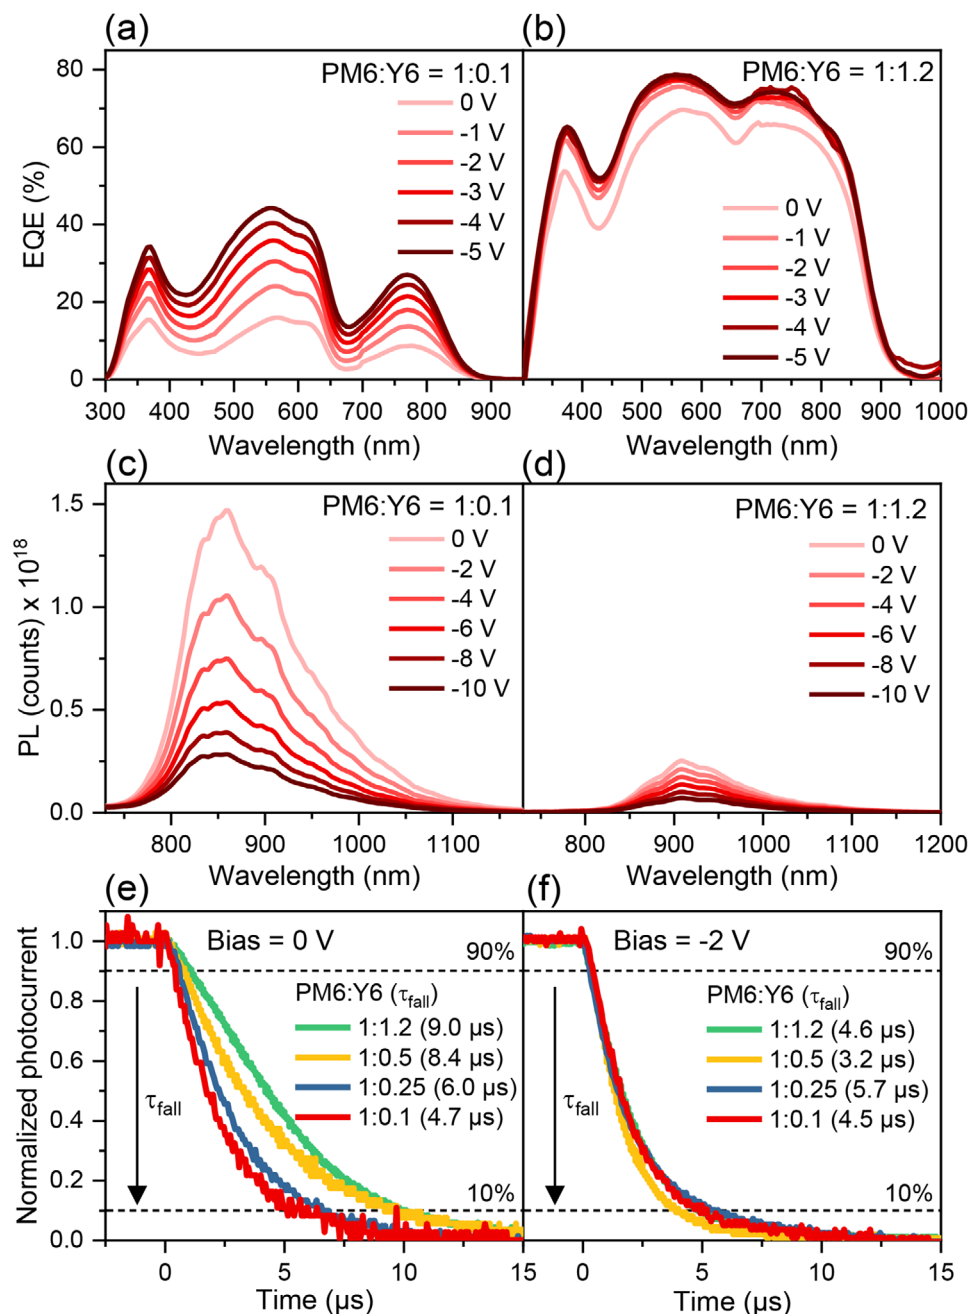 (a)
PM6:Y6 = 1:0.1
0 V
-1 V
-2 V
-3 V
-4 V
-5 V
80
60
40
20
0
EQE (%)
300 400 500 600 700 800 900
Wavelength (nm)
(b)
PM6:Y6 = 1:1.2
0 V
-1 V
-2 V
-3 V
-4 V
-5 V
400 500 600 700 800 900 1000
Wavelength (nm)
(c)
PM6:Y6 = 1:0.1
0 V
-2 V
-4 V
-6 V
-8 V
-10 V
1.5
1.0
0.5
0.0
PL (counts) x 10^18
800 900 1000 1100
Wavelength (nm)
(d)
PM6:Y6 = 1:1.2
0 V
-2 V
-4 V
-6 V
-8 V
-10 V
800 900 1000 1100 1200
Wavelength (nm)
(e)
Bias = 0 V
90%
PM6:Y6 (τfall)
1:1.2 (9.0 μs)
1:0.5 (8.4 μs)
1:0.25 (6.0 μs)
1:0.1 (4.7 μs)
τfall
10%
1.0
0.8
0.6
0.4
0.2
0.0
Normalized photocurrent
0 5 10 15
Time (μs)
(f)
Bias = -2 V
90%
PM6:Y6 (τfall)
1:1.2 (4.6 μs)
1:0.5 (3.2 μs)
1:0.25 (5.7 μs)
1:0.1 (4.5 μs)
τfall
10%
0 5 10 15
Time (μs)